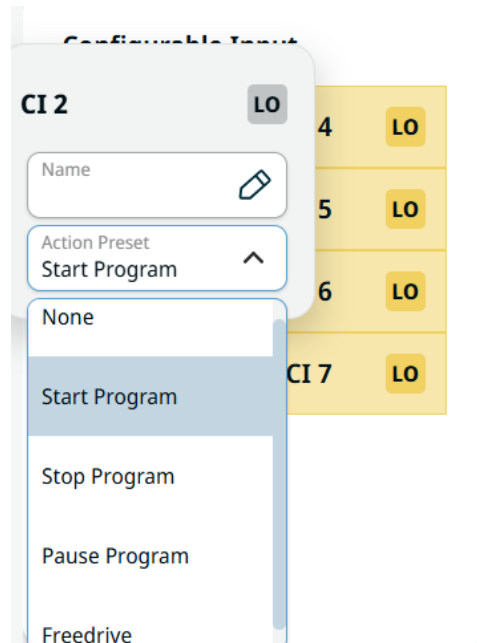 Configurable Input
CI 2 LO
4 LO
Name
5 LO
Action Preset
Start Program
6 LO
None
CI 7 LO
Start Program
Stop Program
Pause Program
Freedrive